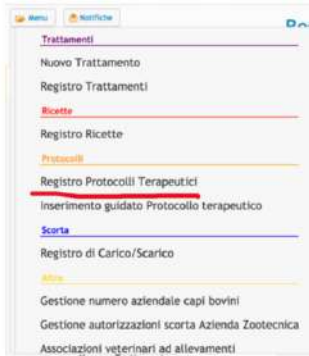 Menu Notifiche
Trattamenti
Nuovo Trattamento
Registro Trattamenti
Ricette
Registro Ricette
Protocolli
Registro Protocolli Terapeutici
Inserimento guidato Protocollo terapeutico
Scorta
Registro di Carico/Scarico
Altro
Gestione numero aziendale capi bovini
Gestione autorizzazioni scorta Azienda Zootecnica
Associazioni veterinari ad allevamenti